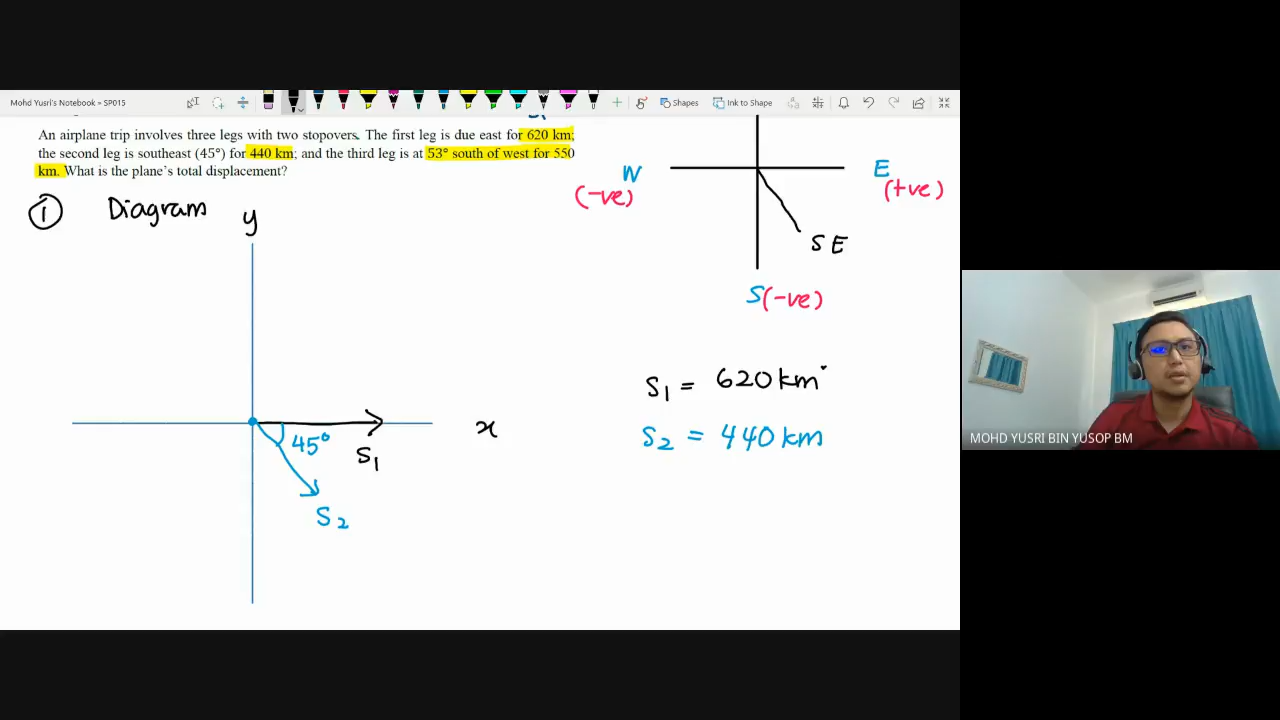 Mohd Yusri's Notebook » SP015
Shapes
Ink to Shape
An airplane trip involves three legs with two stopovers. The first leg is due east for 620 km;
the second leg is southeast (45°) for 440 km; and the third leg is at 53° south of west for 550
km. What is the plane's total displacement?
W
(-ve)
E
(+ve)
SE
S(-ve)
1 Diagram
y
x
45°
S1
S2
S1 = 620 km
S2 = 440 km
MOHD YUSRI BIN YUSOP BM